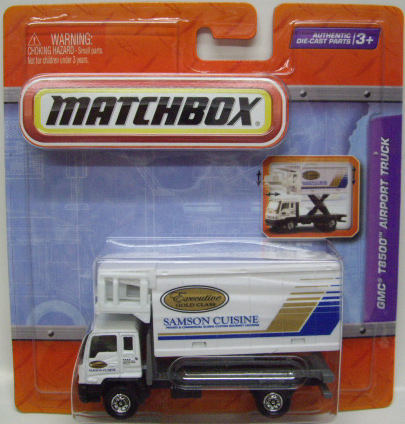 WARNING:
CHOKING HAZARD - Small parts.
Not for children under 3 years.
AUTHENTIC
DIE-CAST PARTS
3+
MATCHBOX
GMC® T8500™ AIRPORT TRUCK
Executive
GOLD CLASS
SAMSON CUISINE